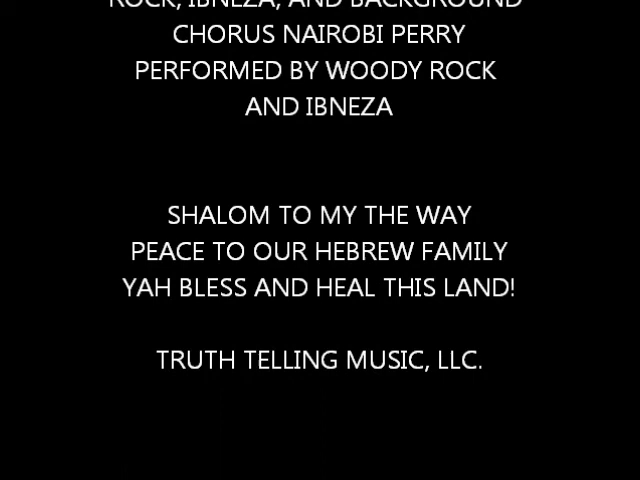 ROCK, IBNEZA, AND BACKGROUND
CHORUS NAIROBI PERRY
PERFORMED BY WOODY ROCK
AND IBNEZA
SHALOM TO MY THE WAY
PEACE TO OUR HEBREW FAMILY
YAH BLESS AND HEAL THIS LAND!
TRUTH TELLING MUSIC, LLC.